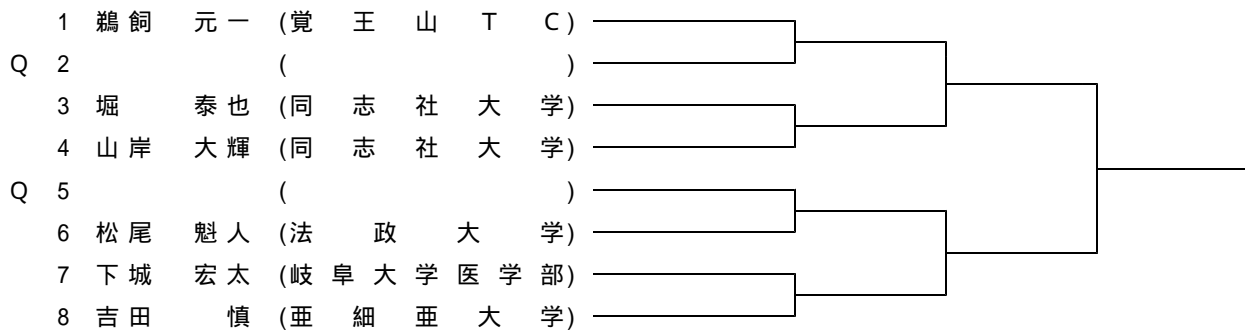 1 鵜飼 元一 (覚王山TC)
Q 2 ( )
3 堀 泰也 (同志社大学)
4 山岸 大輝 (同志社大学)
Q 5 ( )
6 松尾 魁人 (法政大学)
7 下城 宏太 (岐阜大学医学部)
8 吉田 慎 (亜細亜大学)